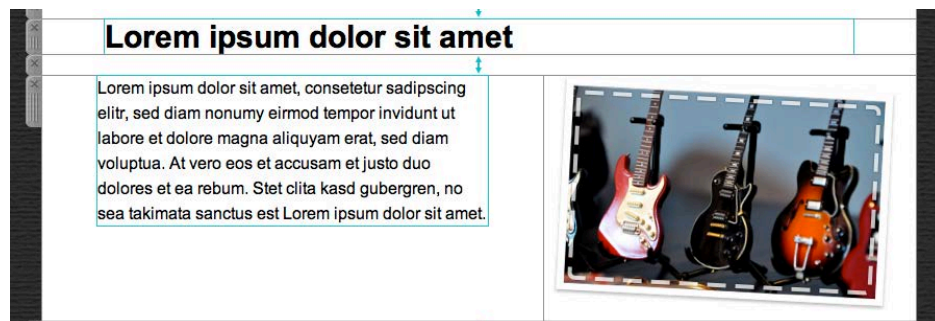 Lorem ipsum dolor sit amet
Lorem ipsum dolor sit amet, consetetur sadipscing
elitr, sed diam nonumy eirmod tempor invidunt ut
labore et dolore magna aliquyam erat, sed diam
voluptua. At vero eos et accusam et justo duo
dolores et ea rebum. Stet clita kasd gubergren, no
sea takimata sanctus est Lorem ipsum dolor sit amet.